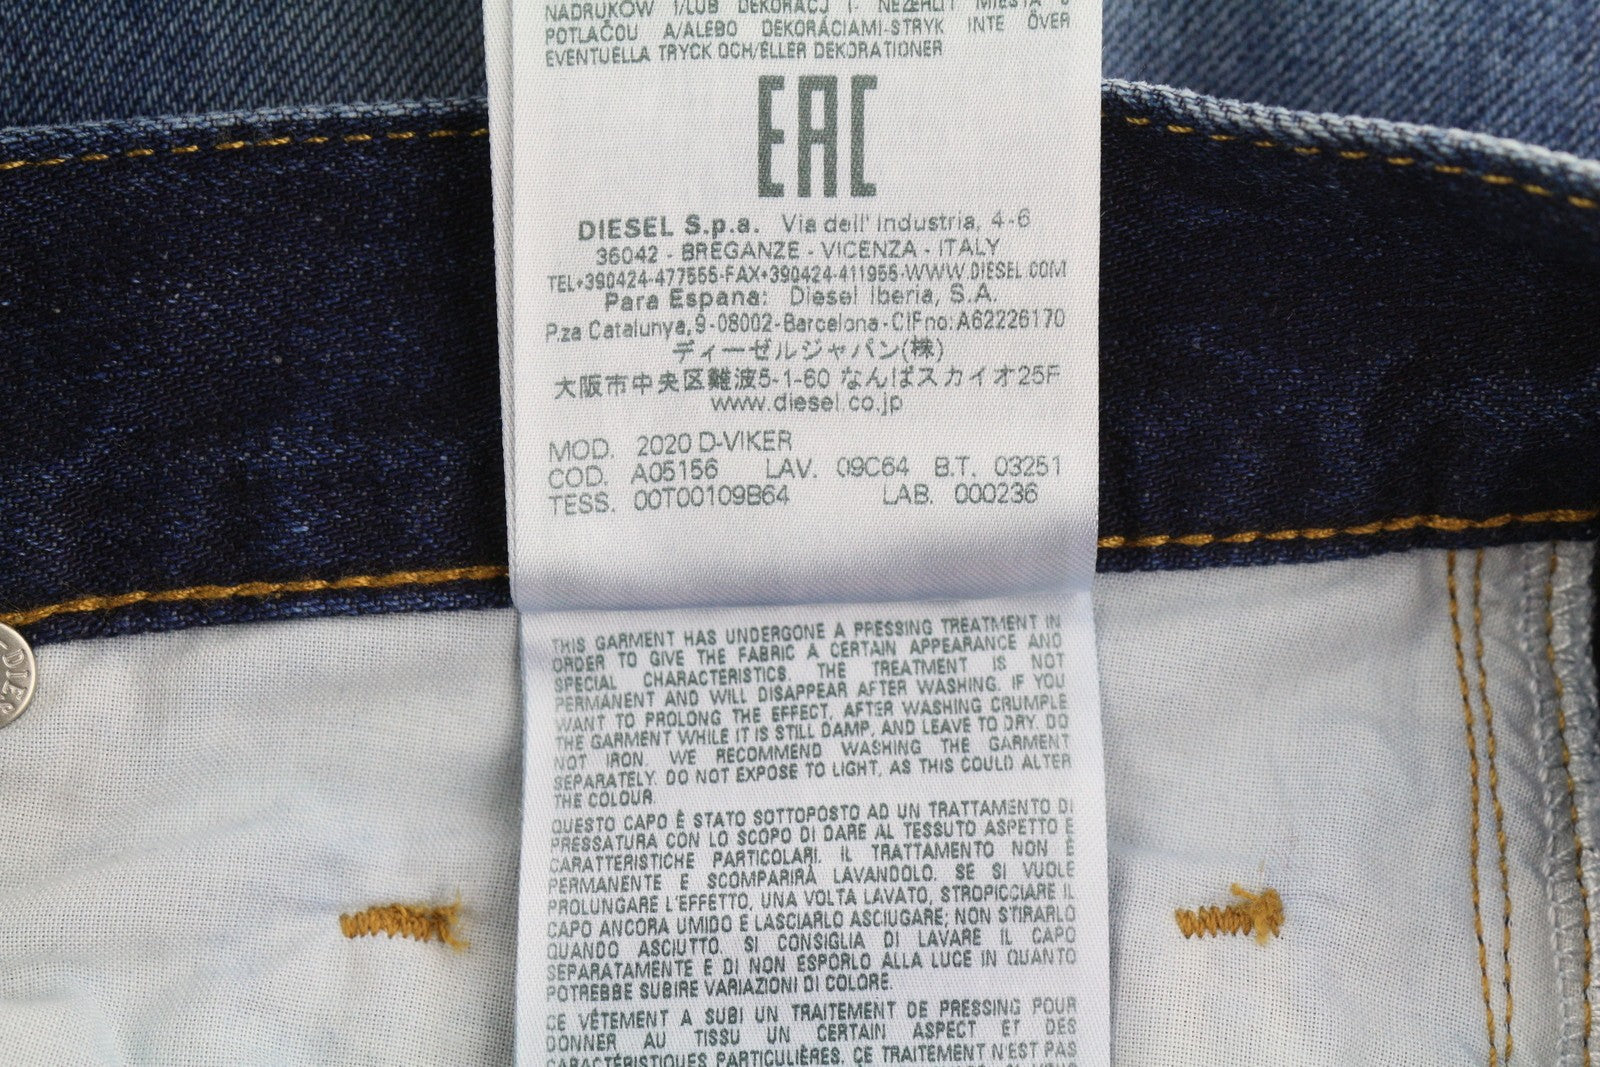 NADRUKÓW I/LUB DEKORACJ I- NEZEHLIT MIESTA S
POTLAČOU A/ALEBO DEKORÁCIAMI-STRYK INTE ÖVER
EVENTUELLA TRYCK OCH/ELLER DEKORATIONER
EAC
DIESEL S.p.a. Via dell' Industria, 4-6
36042 - BREGANZE - VICENZA - ITALY
TEL+390424-477555-FAX+390424-411955-WWW.DIESEL.COM
Para Espana: Diesel Iberia, S.A.
P.za Catalunya,9-08002-Barcelona-CIFno:A62226170
ディーゼルジャパン(株)
大阪市中央区難波5-1-60 なんばスカイオ25F
www.diesel.co.jp
MOD. 2020 D-VIKER
COD. A05156 LAV. 09C64 B.T. 03251
TESS. 00T00109B64 LAB. 000236
THIS GARMENT HAS UNDERGONE A PRESSING TREATMENT IN
ORDER TO GIVE THE FABRIC A CERTAIN APPEARANCE AND
SPECIAL CHARACTERISTICS. THE TREATMENT IS NOT
PERMANENT AND WILL DISAPPEAR AFTER WASHING. IF YOU
WANT TO PROLONG THE EFFECT, AFTER WASHING CRUMPLE
THE GARMENT WHILE IT IS STILL DAMP, AND LEAVE TO DRY. DO
NOT IRON. WE RECOMMEND WASHING THE GARMENT
SEPARATELY. DO NOT EXPOSE TO LIGHT, AS THIS COULD ALTER
THE COLOUR.
QUESTO CAPO È STATO SOTTOPOSTO AD UN TRATTAMENTO DI
PRESSATURA CON LO SCOPO DI DARE AL TESSUTO ASPETTO E
CARATTERISTICHE PARTICOLARI. IL TRATTAMENTO NON È
PERMANENTE E SCOMPARIRÀ LAVANDOLO. SE SI VUOLE
PROLUNGARE L'EFFETTO, UNA VOLTA LAVATO, STROPICCIARE IL
CAPO ANCORA UMIDO E LASCIARLO ASCIUGARE; NON STIRARLO
QUANDO ASCIUTTO. SI CONSIGLIA DI LAVARE IL CAPO
SEPARATAMENTE E DI NON ESPORLO ALLA LUCE IN QUANTO
POTREBBE SUBIRE VARIAZIONI DI COLORE.
CE VÊTEMENT A SUBI UN TRAITEMENT DE PRESSING POUR
DONNER AU TISSU UN CERTAIN ASPECT ET DES
CARACTÉRISTIQUES PARTICULIÈRES. CE TRAITEMENT N'EST PAS